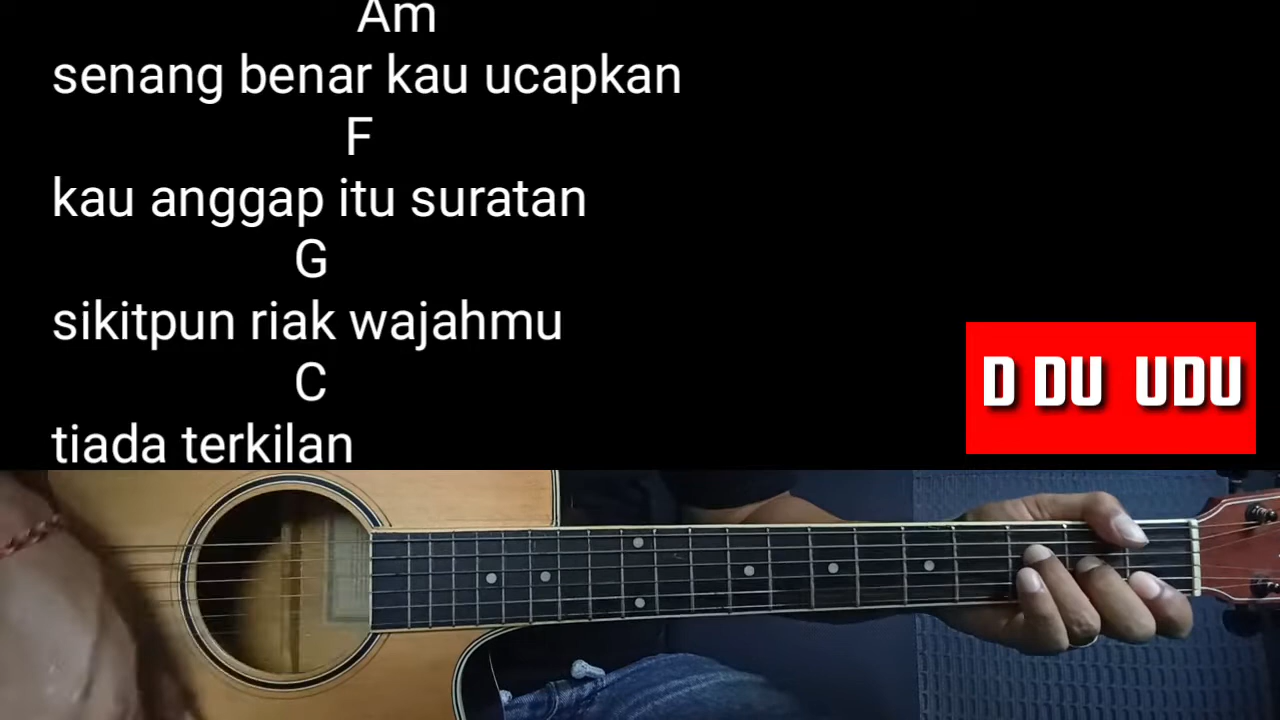 Am
senang benar kau ucapkan
F
kau anggap itu suratan
G
sikitpun riak wajahmu
C
tiada terkilan
D DU UDU